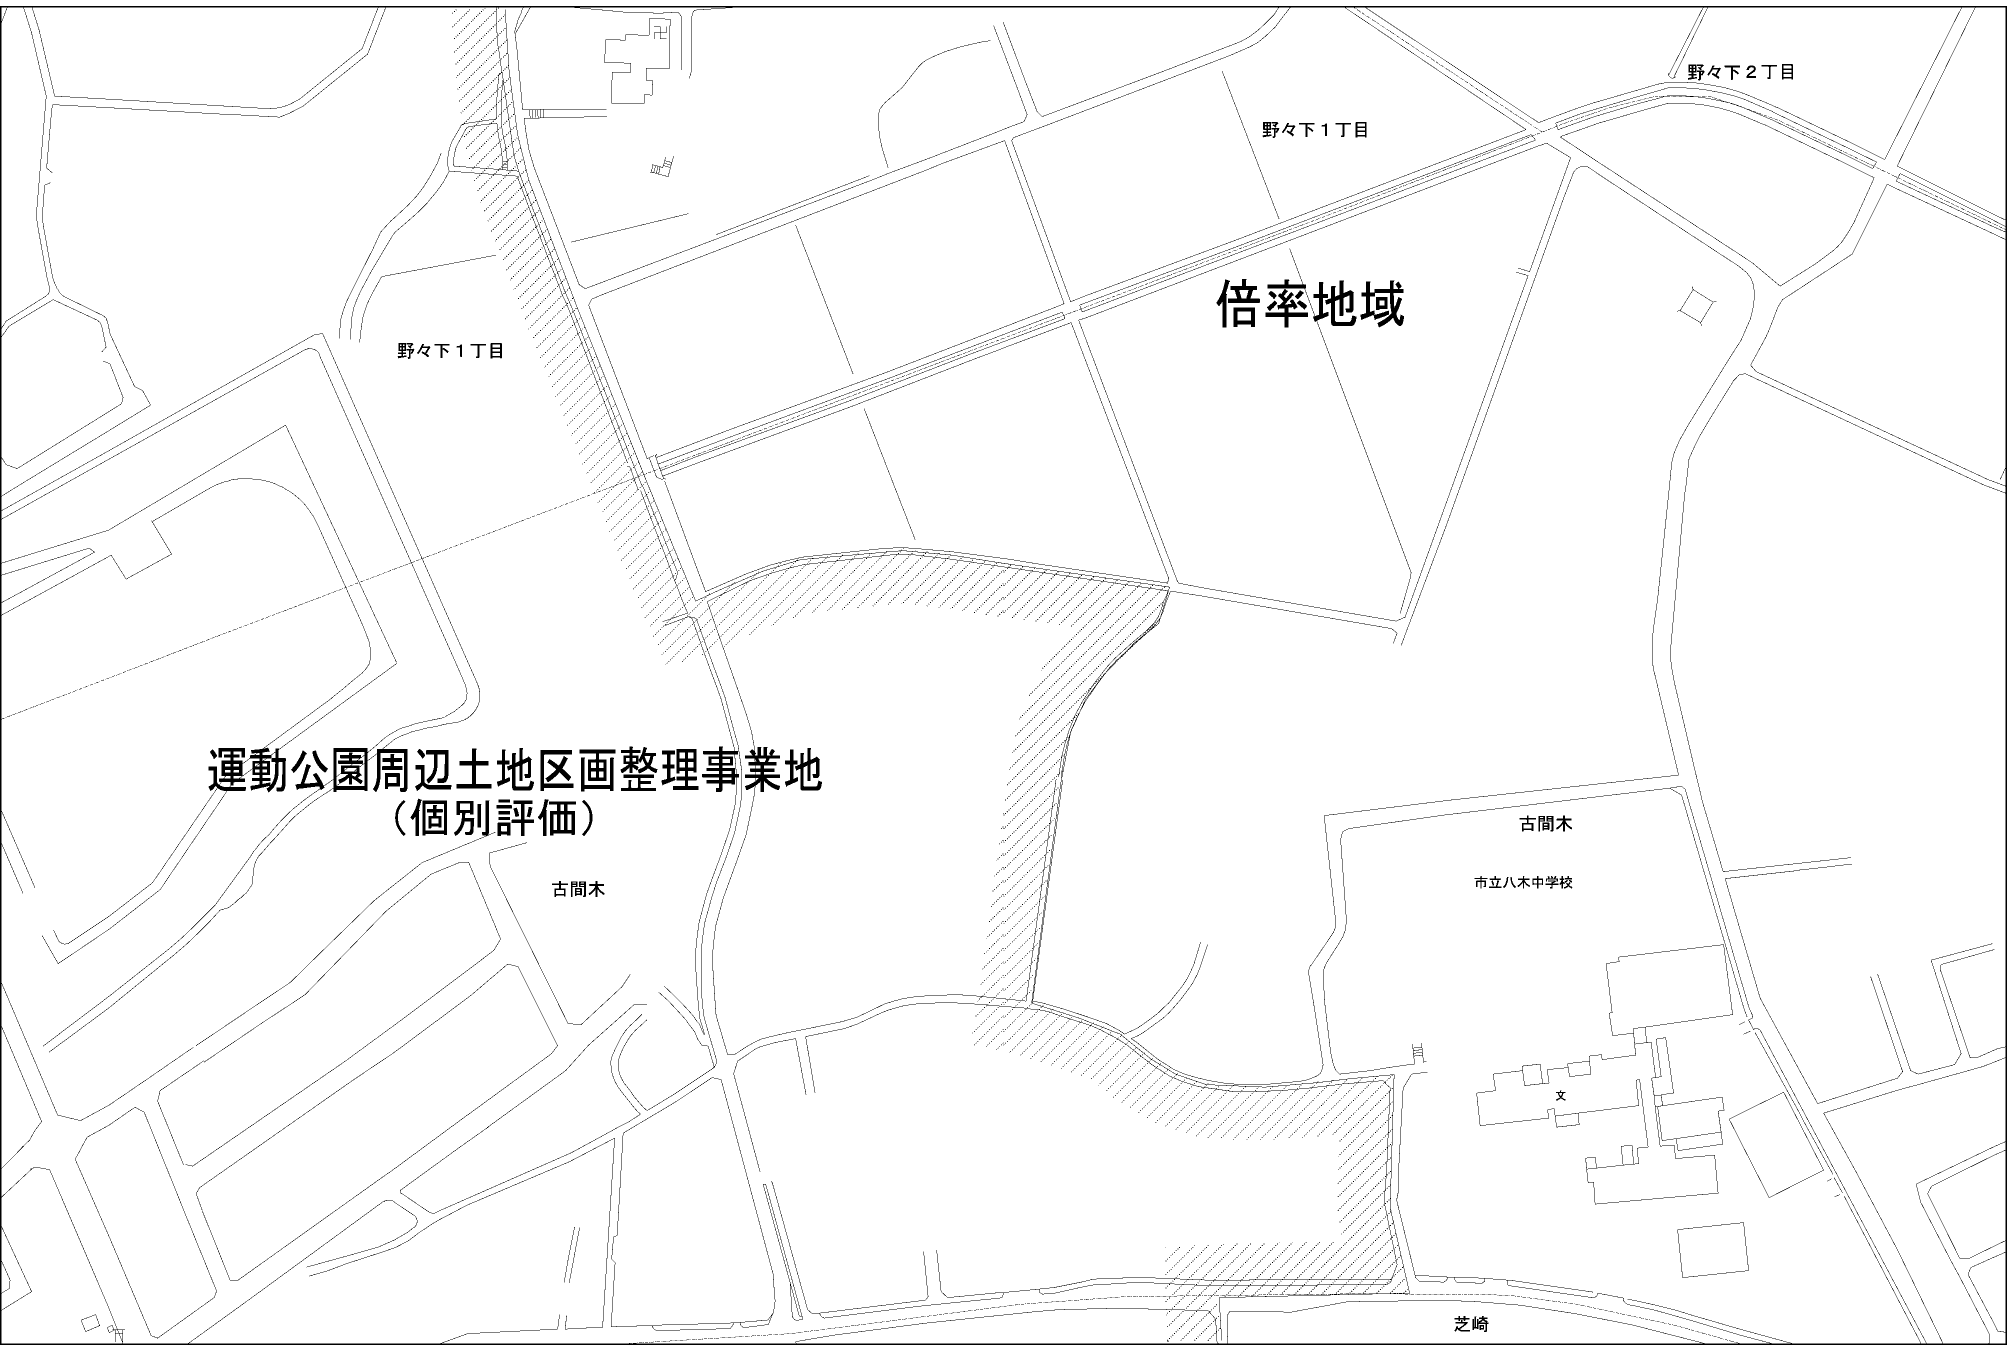 野々下２丁目
野々下１丁目
倍率地域
野々下１丁目
運動公園周辺土地区画整理事業地
（個別評価）
古間木
古間木
市立八木中学校
文
芝崎